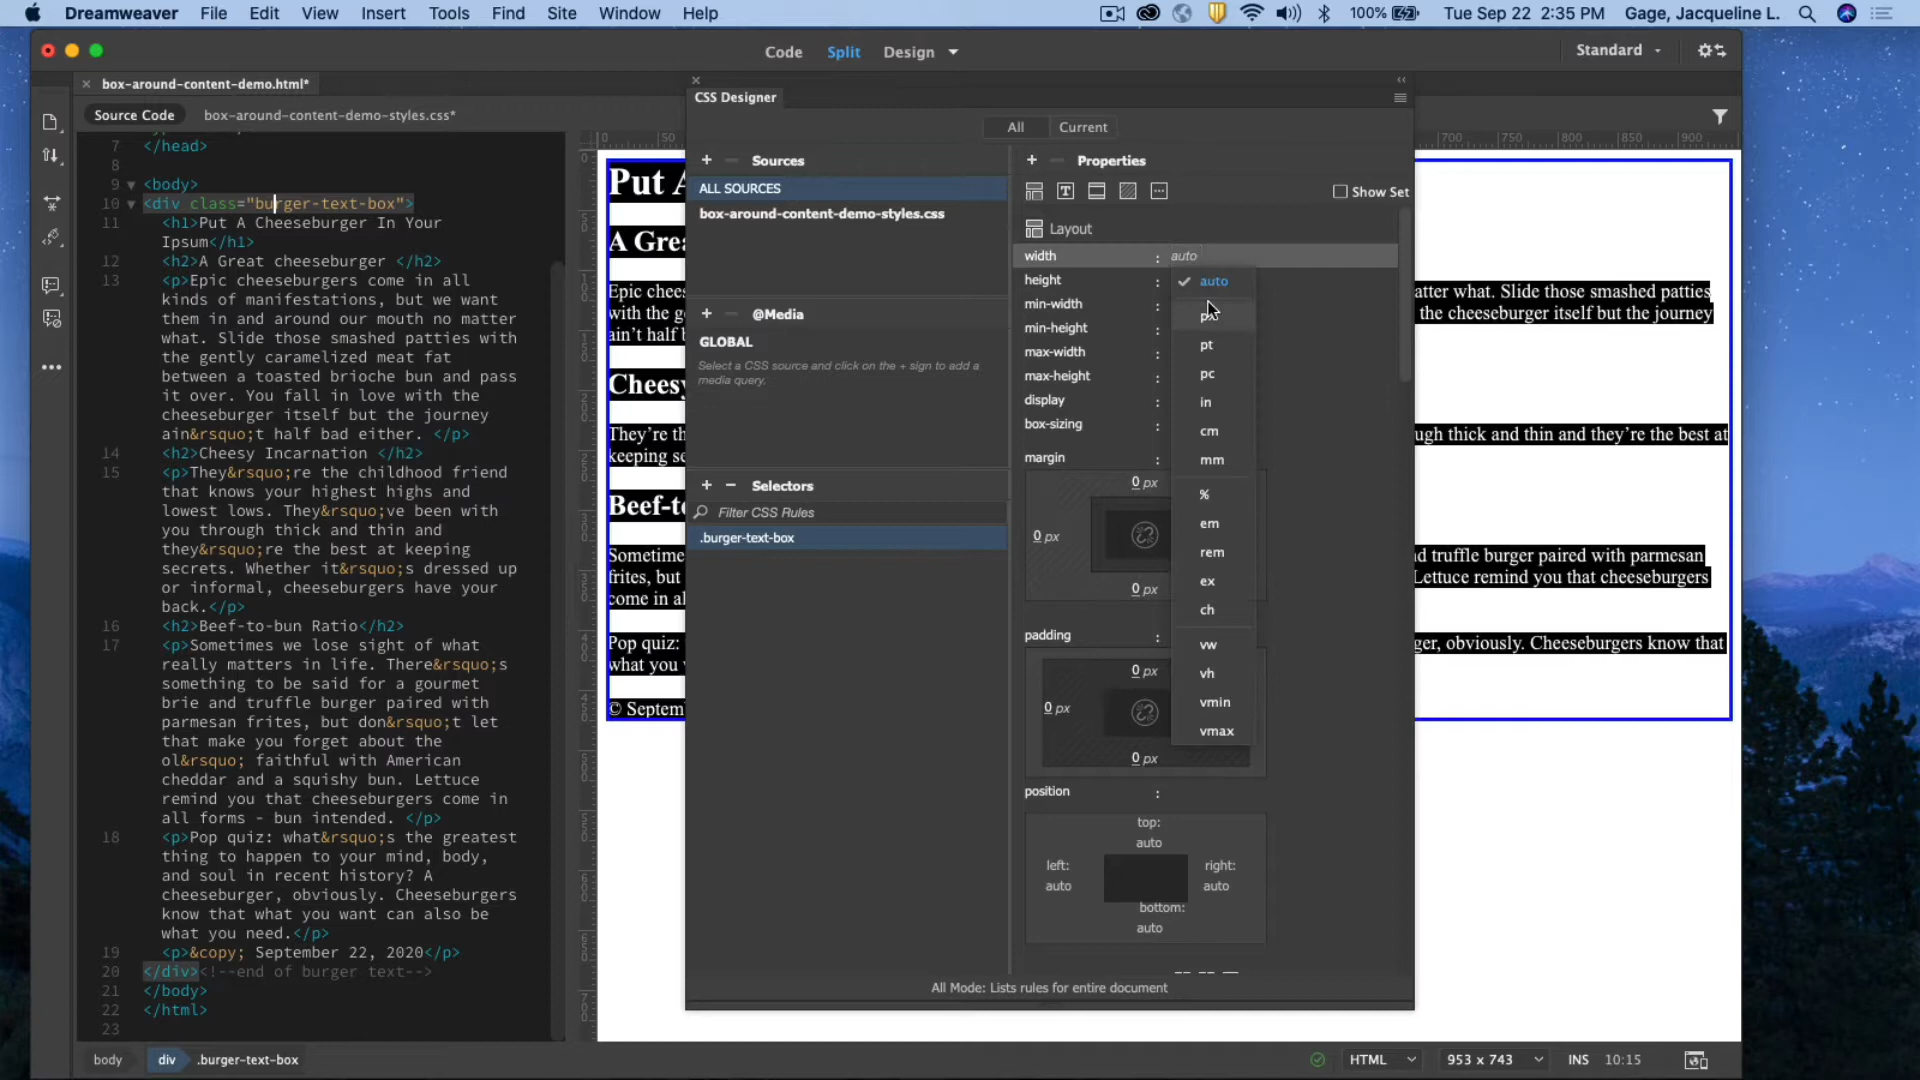 Dreamweaver File Edit View Insert Tools Find Site Window Help 100% Tue Sep 22 2:35 PM Gage, Jacqueline L.
Code Split Design Standard
box-around-content-demo.html*
Source Code box-around-content-demo-styles.css*
7 </head>
8
9 <body>
10 <div class="burger-text-box">
11 <h1>Put A Cheeseburger In Your
Ipsum</h1>
12 <h2>A Great cheeseburger </h2>
13 <p>Epic cheeseburgers come in all
kinds of manifestations, but we want
them in and around our mouth no matter
what. Slide those smashed patties with
the gently caramelized meat fat
between a toasted brioche bun and pass
it over. You fall in love with the
cheeseburger itself but the journey
ain&rsquo;t half bad either. </p>
14 <h2>Cheesy Incarnation </h2>
15 <p>They&rsquo;re the childhood friend
that knows your highest highs and
lowest lows. They&rsquo;ve been with
you through thick and thin and
they&rsquo;re the best at keeping
secrets. Whether it&rsquo;s dressed up
or informal, cheeseburgers have your
back.</p>
16 <h2>Beef-to-bun Ratio</h2>
17 <p>Sometimes we lose sight of what
really matters in life. There&rsquo;s
something to be said for a gourmet
brie and truffle burger paired with
parmesan frites, but don&rsquo;t let
that make you forget about the
ol&rsquo; faithful with American
cheddar and a squishy bun. Lettuce
remind you that cheeseburgers come in
all forms - bun intended. </p>
18 <p>Pop quiz: what&rsquo;s the greatest
thing to happen to your mind, body,
and soul in recent history? A
cheeseburger, obviously. Cheeseburgers
know that what you want can also be
what you need.</p>
19 <p>&copy; September 22, 2020</p>
20 </div><!--end of burger text-->
21 </body>
22 </html>
23
body div .burger-text-box
CSS Designer
All Current
+ Sources
ALL SOURCES
box-around-content-demo-styles.css
+ @Media
GLOBAL
Select a CSS source and click on the + sign to add a
media query.
+ − Selectors
Filter CSS Rules
.burger-text-box
+ Properties
Show Set
Layout
width : auto
height :
min-width :
min-height :
max-width :
max-height :
display :
box-sizing :
margin :
0 px
0 px
0 px
padding :
0 px
0 px
0 px
position :
top:
auto
left: right:
auto auto
bottom:
auto
auto
px
pt
pc
in
cm
mm
%
em
rem
ex
ch
vw
vh
vmin
vmax
All Mode: Lists rules for entire document
0 50 700 750 800 850 900
Put A
A Grea
Epic chees atter what. Slide those smashed patties
with the g the cheeseburger itself but the journey
ain't half b
Cheesy
They're th ugh thick and thin and they're the best at
keeping se
Beef-t
Sometime d truffle burger paired with parmesan
frites, but Lettuce remind you that cheeseburgers
come in al
Pop quiz: ger, obviously. Cheeseburgers know that
what you
© Septem
HTML 953 x 743 INS 10:15